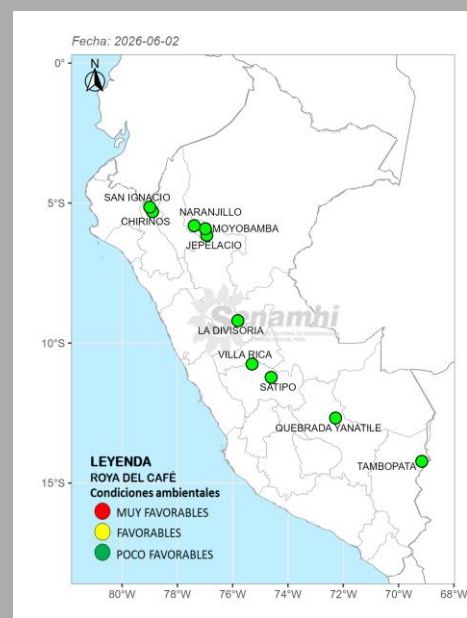 Fecha: 2026-06-02
N
0°
SAN IGNACIO
5°S
CHIRINOS
NARANJILLO
MOYOBAMBA
JEPELACIO
Senamhi
LA DIVISORIA
10°S
VILLA RICA
SATIPO
QUEBRADA YANATILE
TAMBOPATA
LEYENDA
ROYA DEL CAFÉ
Condiciones ambientales
15°S
MUY FAVORABLES
FAVORABLES
POCO FAVORABLES
80°W 78°W 76°W 74°W 72°W 70°W 68°W